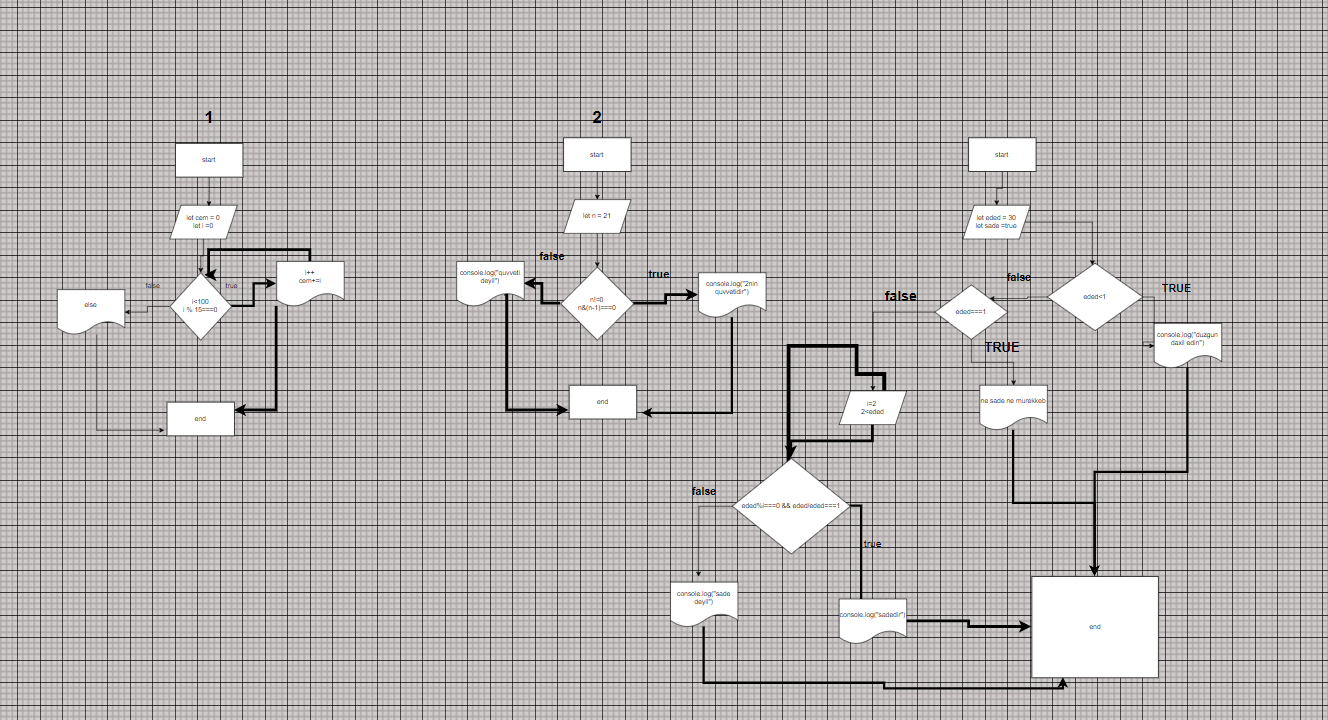 1
start
let cem = 0
let i =0
i++
cem+=i
false
true
i<100
i % 15===0
else
end
2
start
let n = 21
false
true
console.log("quvveti
deyil")
n!=0
n&(n-1)===0
console.log("2nin
quvvetidir")
end
start
let eded = 30
let sade =true
false
eded<1
TRUE
false
eded===1
console.log("duzgun
daxil edin")
TRUE
i=2
2<eded
ne sade ne murekkeb
false
eded%i===0 && eded/eded===1
true
console.log("sade
deyil")
console.log("sadedir")
end